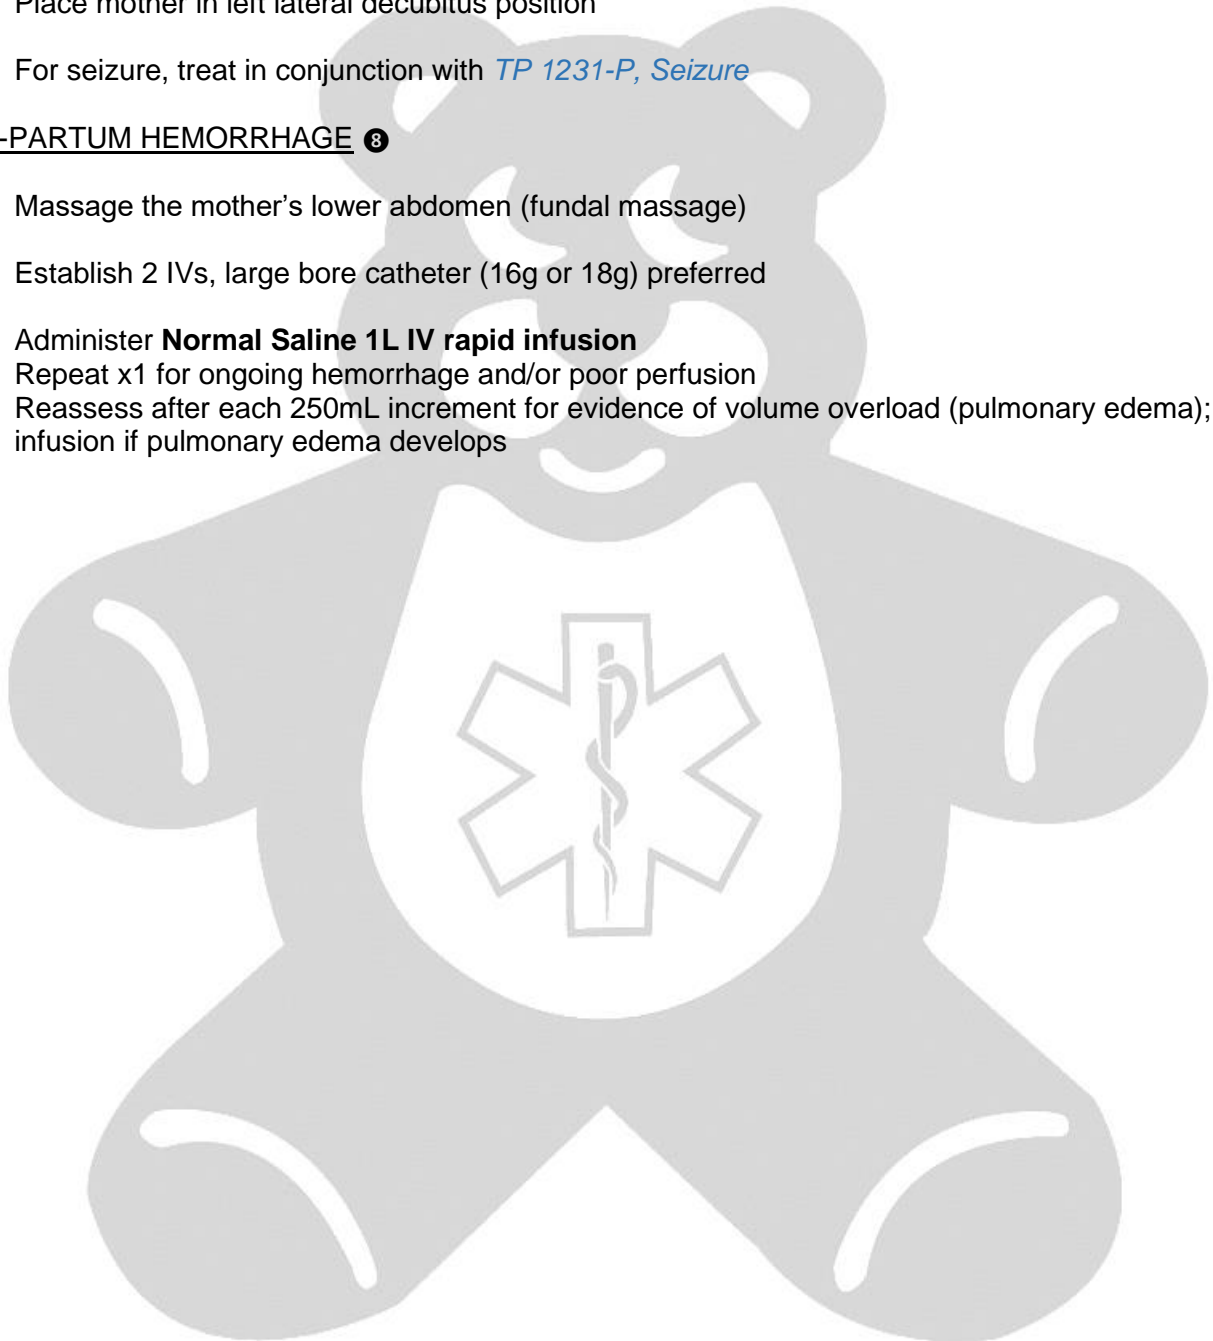 Place mother in left lateral decubitus position
For seizure, treat in conjunction with TP 1231-P, Seizure
-PARTUM HEMORRHAGE ❽
Massage the mother’s lower abdomen (fundal massage)
Establish 2 IVs, large bore catheter (16g or 18g) preferred
Administer Normal Saline 1L IV rapid infusion
Repeat x1 for ongoing hemorrhage and/or poor perfusion
Reassess after each 250mL increment for evidence of volume overload (pulmonary edema);
infusion if pulmonary edema develops